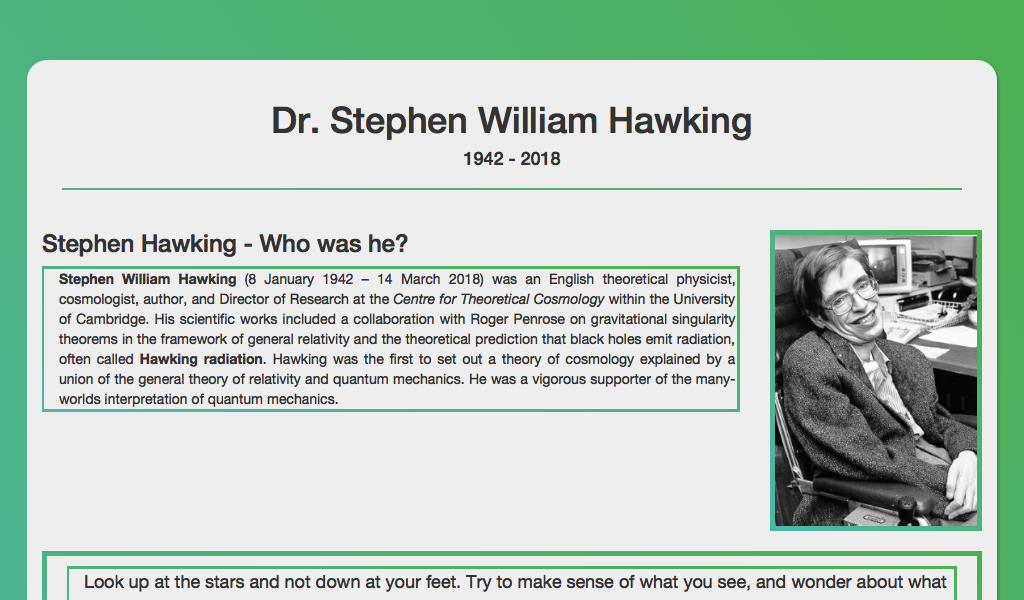 Dr. Stephen William Hawking
1942 - 2018
Stephen Hawking - Who was he?
Stephen William Hawking (8 January 1942 – 14 March 2018) was an English theoretical physicist,
cosmologist, author, and Director of Research at the Centre for Theoretical Cosmology within the University
of Cambridge. His scientific works included a collaboration with Roger Penrose on gravitational singularity
theorems in the framework of general relativity and the theoretical prediction that black holes emit radiation,
often called Hawking radiation. Hawking was the first to set out a theory of cosmology explained by a
union of the general theory of relativity and quantum mechanics. He was a vigorous supporter of the many-
worlds interpretation of quantum mechanics.
Look up at the stars and not down at your feet. Try to make sense of what you see, and wonder about what